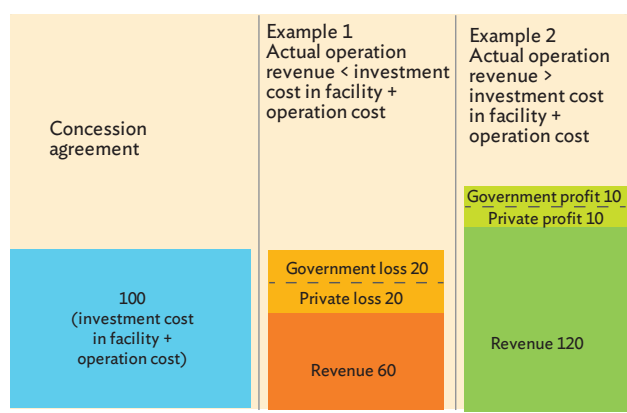 Concession
agreement
100
(investment cost
in facility +
operation cost)
Example 1
Actual operation
revenue < investment
cost in facility +
operation cost
Government loss 20
Private loss 20
Revenue 60
Example 2
Actual operation
revenue >
investment cost
in facility +
operation cost
Government profit 10
Private profit 10
Revenue 120